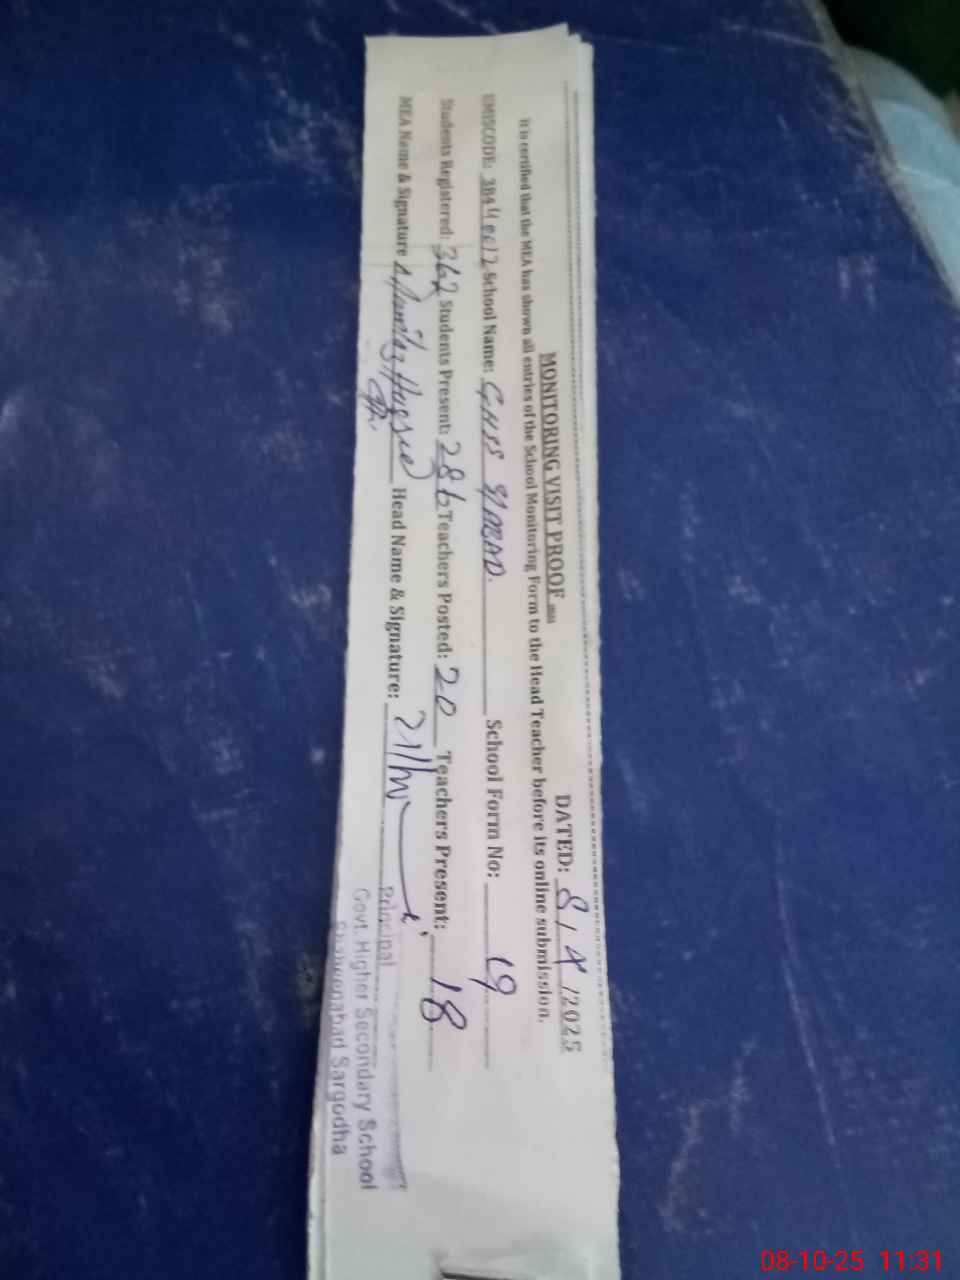 MONITORING VISIT PROOF DATED: 8/4/2025
It is certified that the MEA has shown all entries of the School Monitoring Form to the Head Teacher before its online submission.
EMISCODE: School Name: GHSS School Form No: 19
Students Registered: 362 Students Present: 286 Teachers Posted: 20 Teachers Present: 18
MEA Name & Signature Head Name & Signature:
Principal
Govt. Higher Secondary School
Shaheenabad Sargodha
08-10-25 11:31